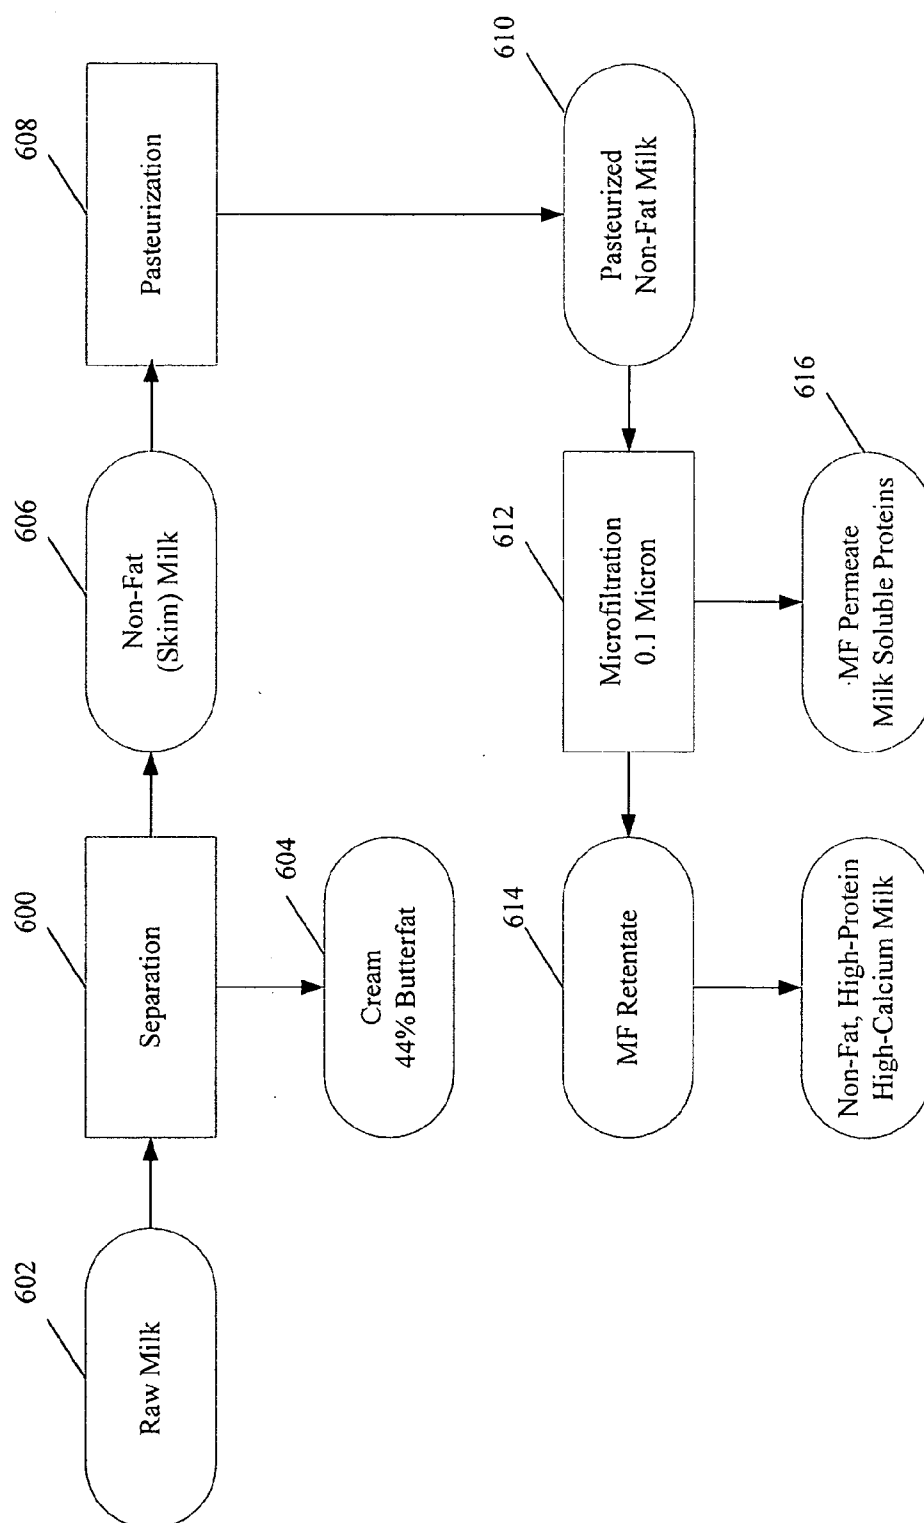 602
Raw Milk
600
Separation
604
Cream
44% Butterfat
606
Non-Fat
(Skim) Milk
608
Pasteurization
610
Pasteurized
Non-Fat Milk
612
Microfiltration
0.1 Micron
616
MF Permeate
Milk Soluble Proteins
614
MF Retentate
Non-Fat, High-Protein
High-Calcium Milk